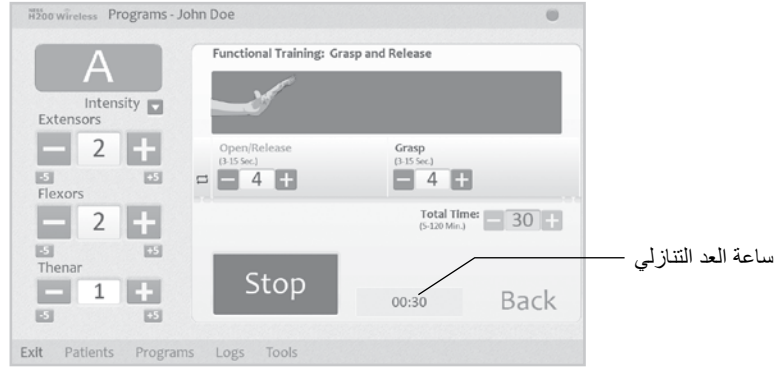 NESS
H200 Wireless Programs - John Doe
A
Intensity
Extensors
− 2 +
-5 +5
Flexors
− 2 +
-5 +5
Thenar
− 1 +
-5 +5
Functional Training: Grasp and Release
Open/Release
(3-15 Sec.)
− 4 +
Grasp
(3-15 Sec.)
− 4 +
Total Time:
(5-120 Min.)
− 30 +
Stop
00:30
Back
ساعة العد التنازلي
Exit Patients Programs Logs Tools